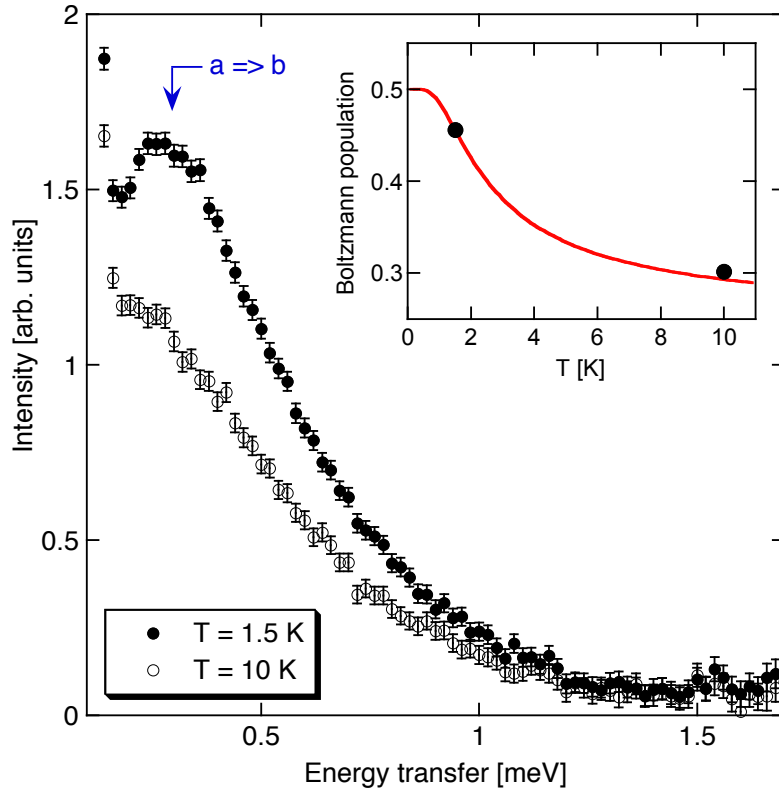 2
1.5
1
0.5
0
0.5
1
1.5
Intensity [arb. units]
Energy transfer [meV]
a => b
T = 1.5 K
T = 10 K
0.5
0.4
0.3
0
2
4
6
8
10
Boltzmann population
T [K]